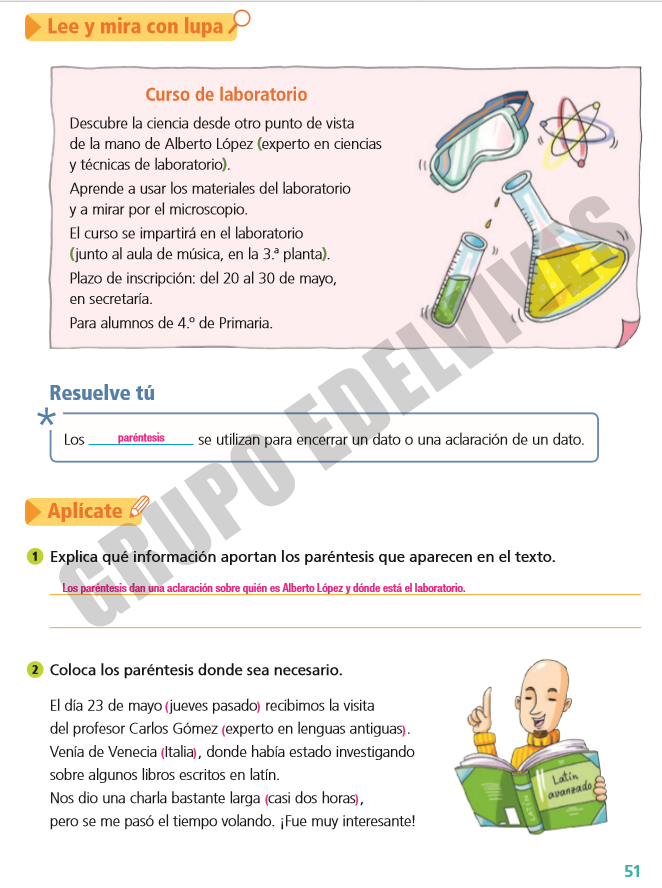 Lee y mira con lupa
Curso de laboratorio
Descubre la ciencia desde otro punto de vista
de la mano de Alberto López (experto en ciencias
y técnicas de laboratorio).
Aprende a usar los materiales del laboratorio
y a mirar por el microscopio.
El curso se impartirá en el laboratorio
(junto al aula de música, en la 3.ª planta).
Plazo de inscripción: del 20 al 30 de mayo,
en secretaría.
Para alumnos de 4.º de Primaria.
GRUPO EDELVIVES
Resuelve tú
* Los paréntesis se utilizan para encerrar un dato o una aclaración de un dato.
Aplícate
1 Explica qué información aportan los paréntesis que aparecen en el texto.
Los paréntesis dan una aclaración sobre quién es Alberto López y dónde está el laboratorio.
2 Coloca los paréntesis donde sea necesario.
El día 23 de mayo (jueves pasado) recibimos la visita
del profesor Carlos Gómez (experto en lenguas antiguas).
Venía de Venecia (Italia), donde había estado investigando
sobre algunos libros escritos en latín.
Nos dio una charla bastante larga (casi dos horas),
pero se me pasó el tiempo volando. ¡Fue muy interesante!
Latín
avanzado
LATÍN
51